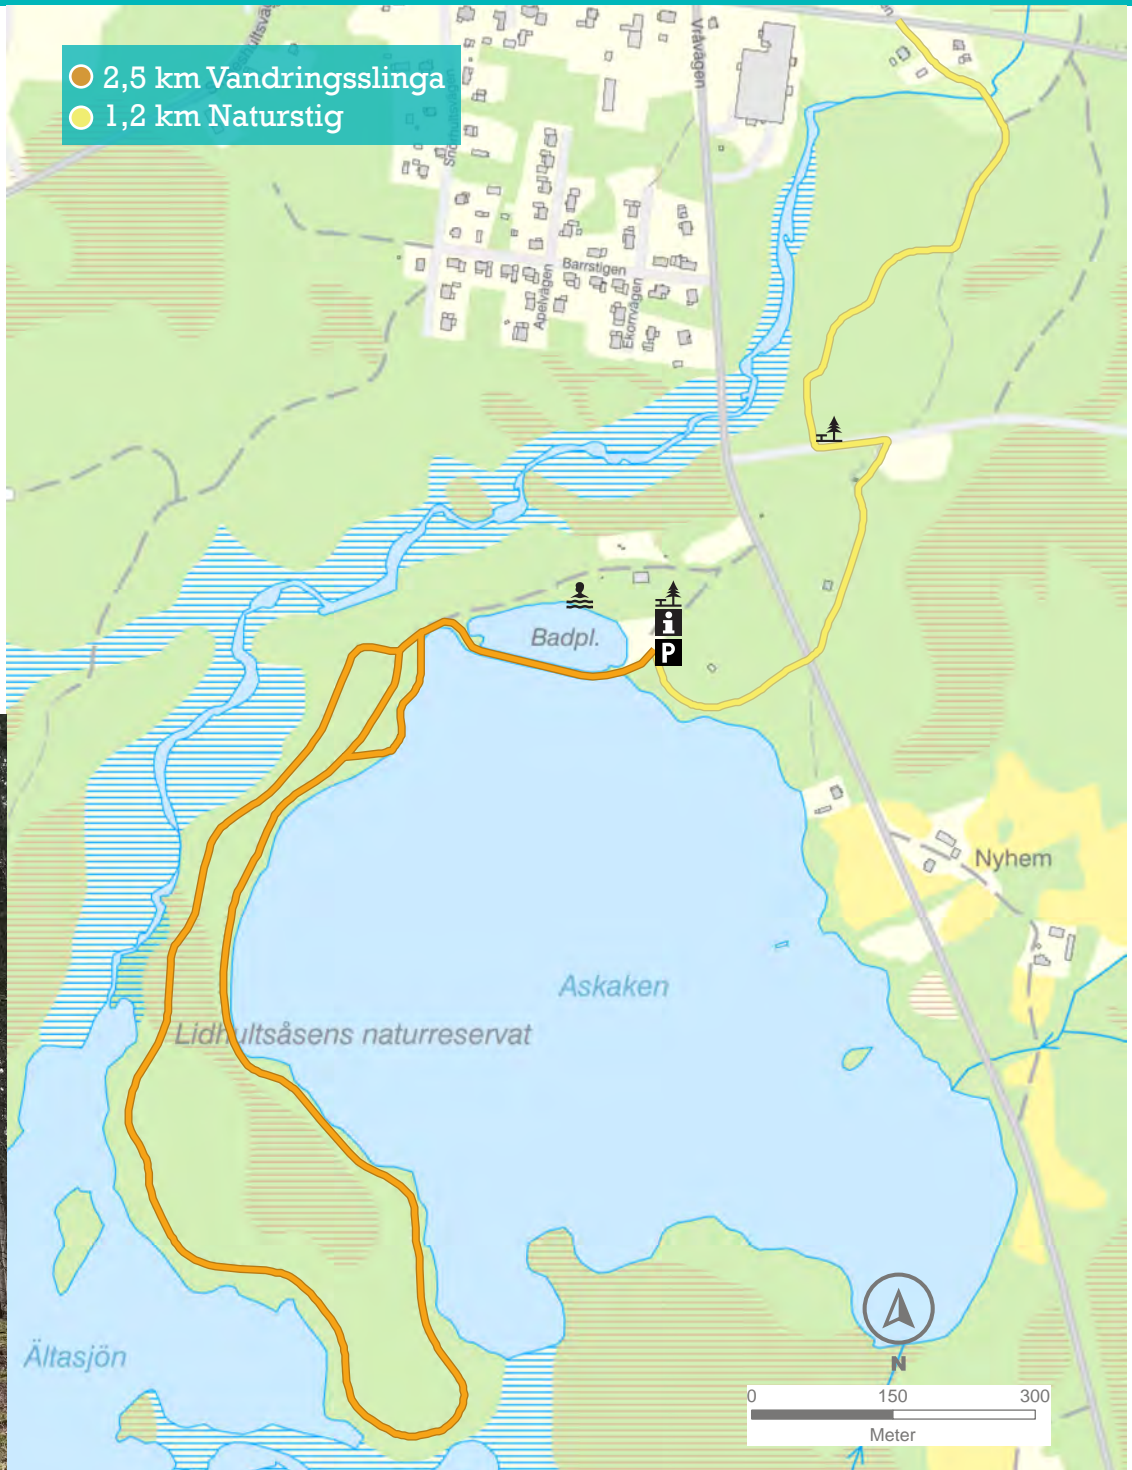 2,5 km Vandringsslinga
1,2 km Naturstig
Vråvägen
Barrstigen
Apelvägen
Ekornvägen
Badpl.
i
P
Nyhem
Askaken
Lidhultsåsens naturreservat
Ältasjön
N
0 150 300
Meter